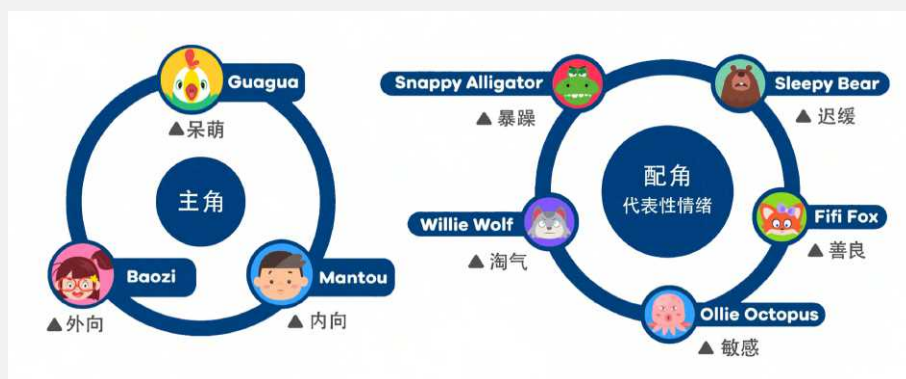 Guagua
▲呆萌
主角
Baozi
▲外向
Mantou
▲内向
Snappy Alligator
▲暴躁
Sleepy Bear
▲迟缓
配角
代表性情绪
Willie Wolf
▲淘气
Fifi Fox
▲善良
Ollie Octopus
▲敏感